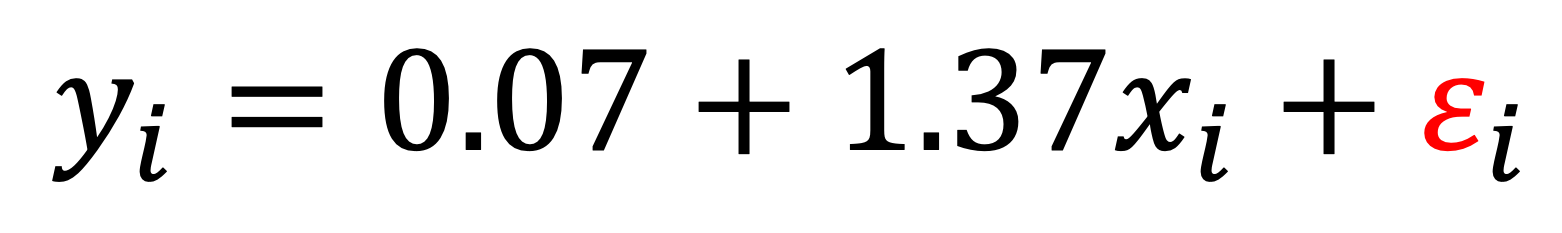 yᵢ = 0.07 + 1.37xᵢ + εᵢ